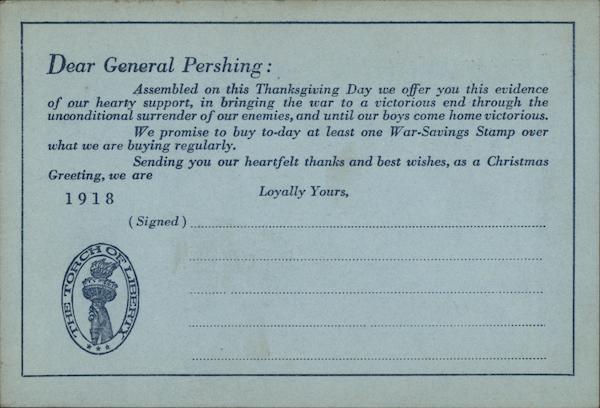 Dear General Pershing:
Assembled on this Thanksgiving Day we offer you this evidence
of our hearty support, in bringing the war to a victorious end through the
unconditional surrender of our enemies, and until our boys come home victorious.
We promise to buy to-day at least one War-Savings Stamp over
what we are buying regularly.
Sending you our heartfelt thanks and best wishes, as a Christmas
Greeting, we are
Loyally Yours,
1918
(Signed)
THE TORCH OF LIBERTY